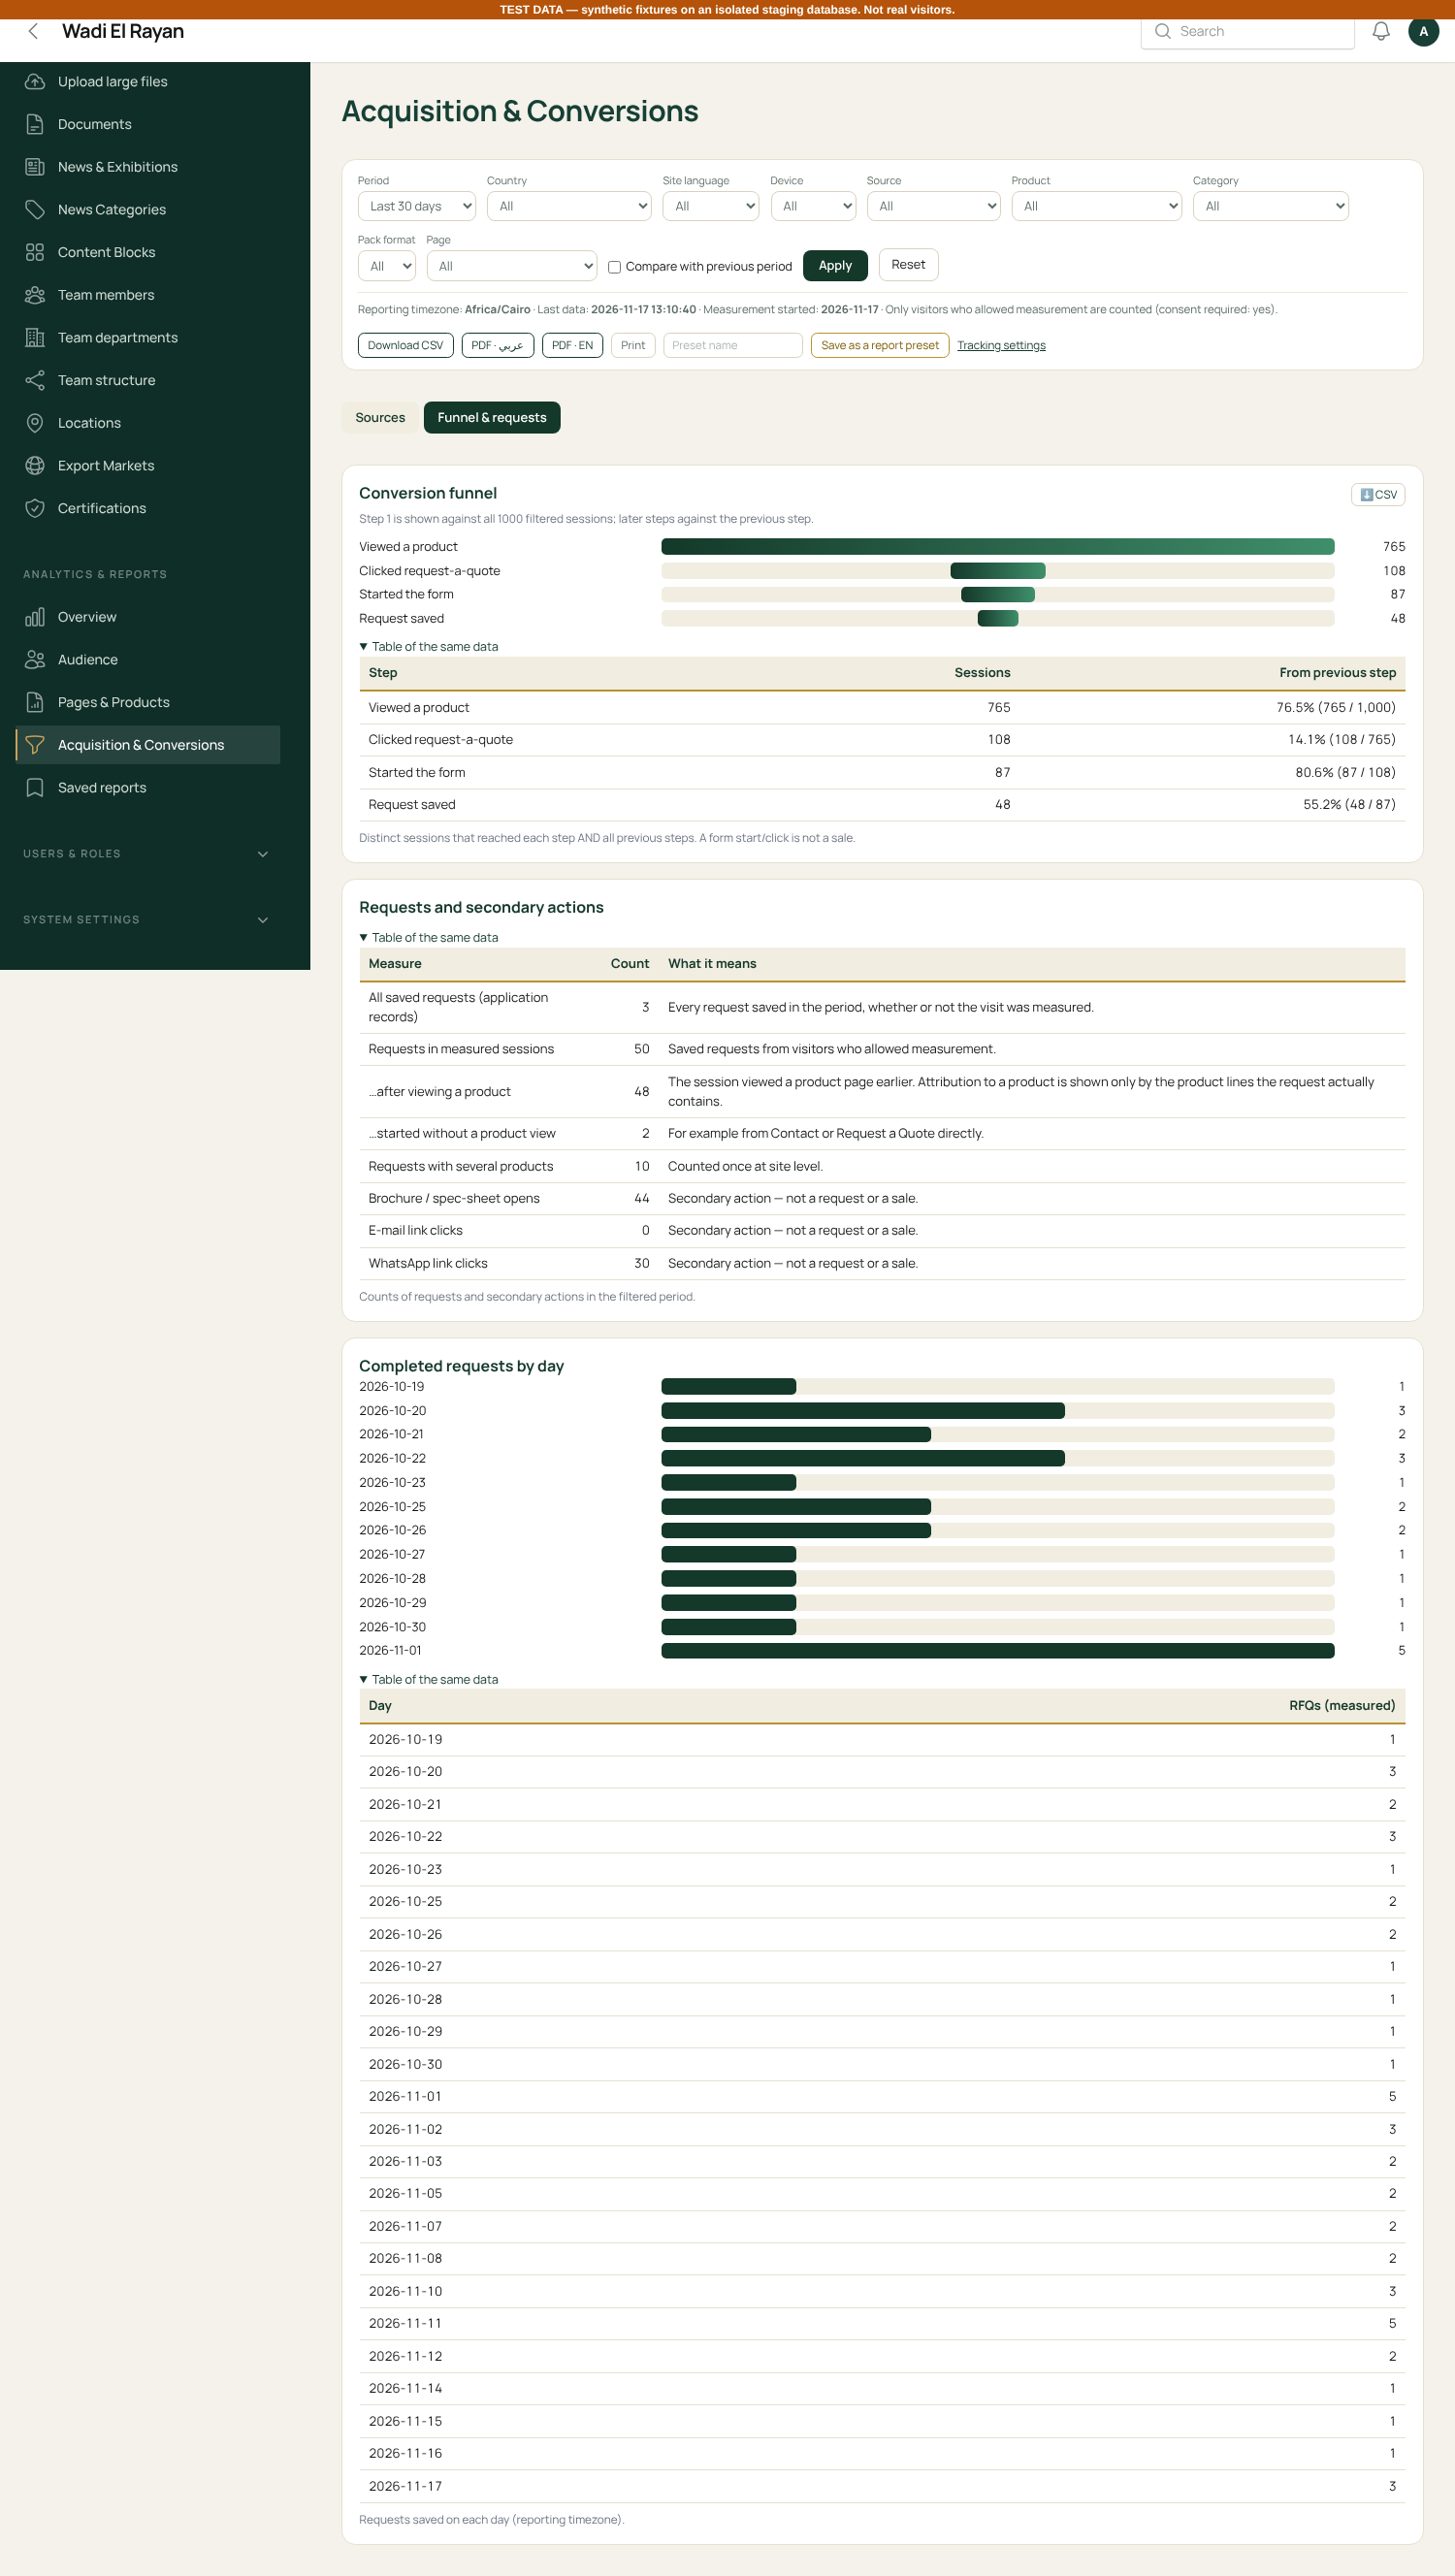 TEST DATA — synthetic fixtures on an isolated staging database. Not real visitors.
Wadi El Rayan
Search
A
Upload large files
Documents
News & Exhibitions
News Categories
Content Blocks
Team members
Team departments
Team structure
Locations
Export Markets
Certifications
ANALYTICS & REPORTS
Overview
Audience
Pages & Products
Acquisition & Conversions
Saved reports
USERS & ROLES
SYSTEM SETTINGS
Acquisition & Conversions
Period Country Site language Device Source Product Category
Last 30 days All All All All All All
Pack format Page
All All Compare with previous period Apply Reset
Reporting timezone: Africa/Cairo · Last data: 2026-11-17 13:10:40 · Measurement started: 2026-11-17 · Only visitors who allowed measurement are counted (consent required: yes).
Download CSV PDF · عربي PDF · EN Print Preset name Save as a report preset Tracking settings
Sources Funnel & requests
Conversion funnel
⬇️ CSV
Step 1 is shown against all 1000 filtered sessions; later steps against the previous step.
Viewed a product 765
Clicked request-a-quote 108
Started the form 87
Request saved 48
▼ Table of the same data
Step Sessions From previous step
Viewed a product 765 76.5% (765 / 1,000)
Clicked request-a-quote 108 14.1% (108 / 765)
Started the form 87 80.6% (87 / 108)
Request saved 48 55.2% (48 / 87)
Distinct sessions that reached each step AND all previous steps. A form start/click is not a sale.
Requests and secondary actions
▼ Table of the same data
Measure Count What it means
All saved requests (application records) 3 Every request saved in the period, whether or not the visit was measured.
Requests in measured sessions 50 Saved requests from visitors who allowed measurement.
…after viewing a product 48 The session viewed a product page earlier. Attribution to a product is shown only by the product lines the request actually contains.
…started without a product view 2 For example from Contact or Request a Quote directly.
Requests with several products 10 Counted once at site level.
Brochure / spec-sheet opens 44 Secondary action — not a request or a sale.
E-mail link clicks 0 Secondary action — not a request or a sale.
WhatsApp link clicks 30 Secondary action — not a request or a sale.
Counts of requests and secondary actions in the filtered period.
Completed requests by day
2026-10-19 1
2026-10-20 3
2026-10-21 2
2026-10-22 3
2026-10-23 1
2026-10-25 2
2026-10-26 2
2026-10-27 1
2026-10-28 1
2026-10-29 1
2026-10-30 1
2026-11-01 5
▼ Table of the same data
Day RFQs (measured)
2026-10-19 1
2026-10-20 3
2026-10-21 2
2026-10-22 3
2026-10-23 1
2026-10-25 2
2026-10-26 2
2026-10-27 1
2026-10-28 1
2026-10-29 1
2026-10-30 1
2026-11-01 5
2026-11-02 3
2026-11-03 2
2026-11-05 2
2026-11-07 2
2026-11-08 2
2026-11-10 3
2026-11-11 5
2026-11-12 2
2026-11-14 1
2026-11-15 1
2026-11-16 1
2026-11-17 3
Requests saved on each day (reporting timezone).